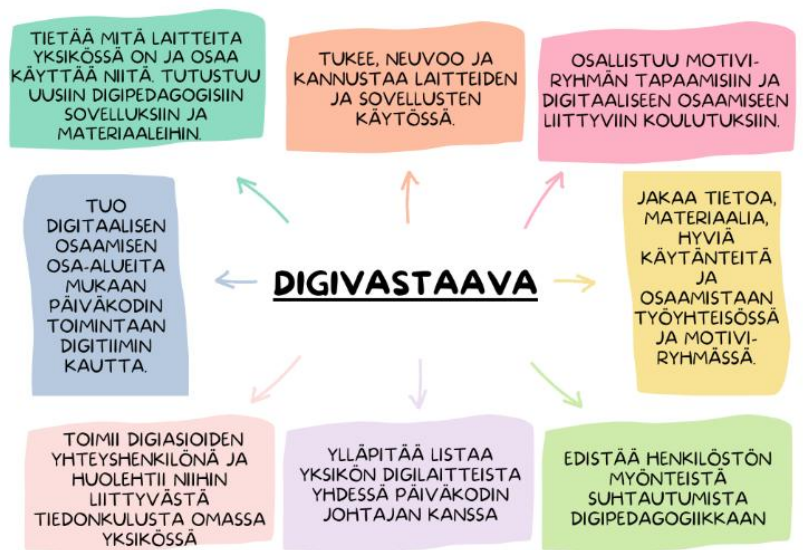 TIETÄÄ MITÄ LAITTEITA
YKSIKÖSSÄ ON JA OSAA
KÄYTTÄÄ NIITÄ. TUTUSTUU
UUSIIN DIGIPEDAGOGISIIN
SOVELLUKSIIN JA
MATERIAALEIHIN.
TUKEE, NEUVOO JA
KANNUSTAA LAITTEIDEN
JA SOVELLUSTEN
KÄYTÖSSÄ.
OSALLISTUU MOTIVI-
RYHMÄN TAPAAMISIIN JA
DIGITAALISEEN OSAAMISEEN
LIITTYVIIN KOULUTUKSIIN.
TUO
DIGITAALISEN
OSAAMISEN
OSA-ALUEITA
MUKAAN
PÄIVÄKODIN
TOIMINTAAN
DIGITIIMIN
KAUTTA.
DIGIVASTAAVA
JAKAA TIETOA,
MATERIAALIA,
HYVIÄ
KÄYTÄNTEITÄ
JA
OSAAMISTAAN
TYÖYHTEISÖSSÄ
JA MOTIVI-
RYHMÄSSÄ.
TOIMII DIGIASIOIDEN
YHTEYSHENKILÖNÄ JA
HUOLEHTII NIIHIN
LIITTYVÄSTÄ
TIEDONKULUSTA OMASSA
YKSIKÖSSÄ
YLLÄPITÄÄ LISTAA
YKSIKÖN DIGILAITTEISTA
YHDESSÄ PÄIVÄKODIN
JOHTAJAN KANSSA
EDISTÄÄ HENKILÖSTÖN
MYÖNTEISTÄ
SUHTAUTUMISTA
DIGIPEDAGOGIIKKAAN